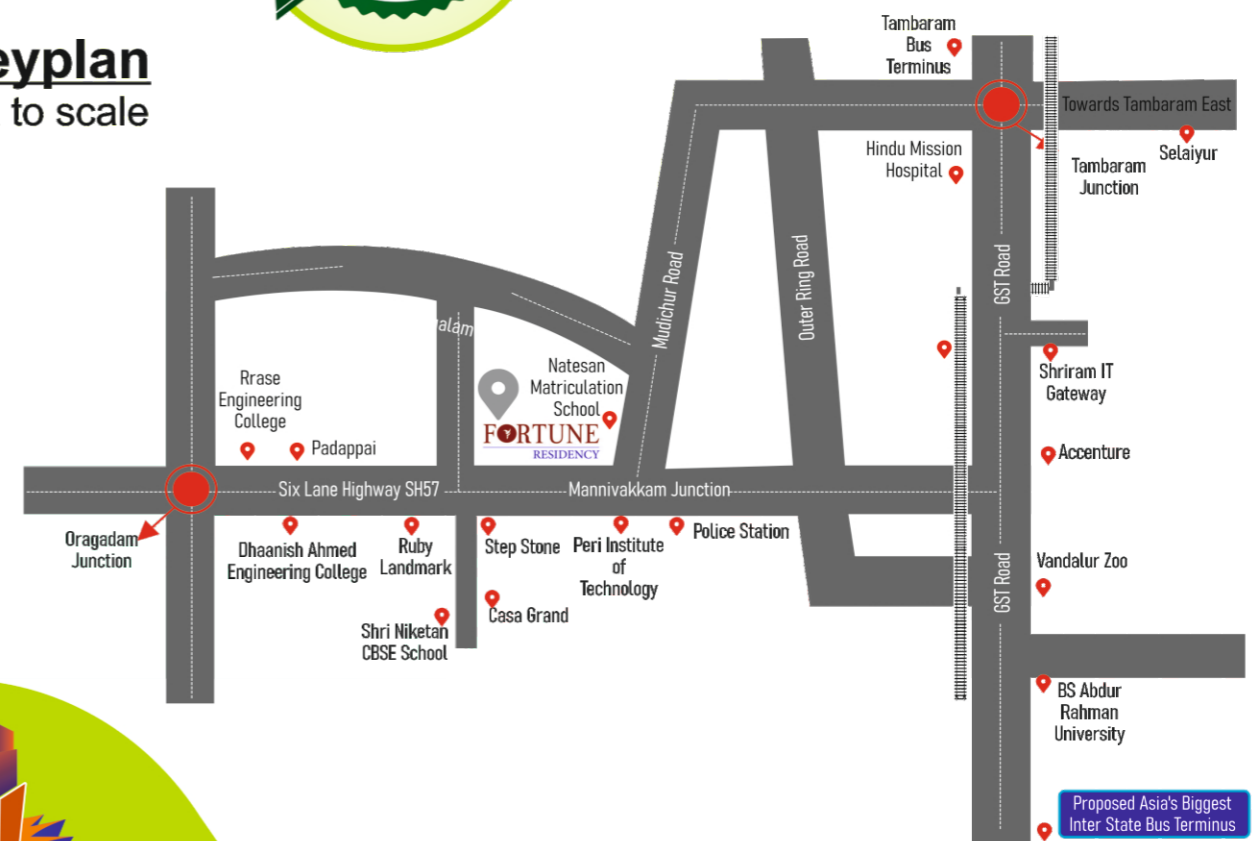 eyplan
to scale
Tambaram
Bus
Terminus
Towards Tambaram East
Selaiyur
Tambaram
Junction
Hindu Mission
Hospital
GST Road
Outer Ring Road
Mudichur Road
alam
Shriram IT
Gateway
Natesan
Matriculation
School
FORTUNE
RESIDENCY
Rrase
Engineering
College
Padappai
Accenture
Six Lane Highway SH57
Mannivakkam Junction
Oragadam
Junction
Dhaanish Ahmed
Engineering College
Ruby
Landmark
Step Stone
Peri Institute
of
Technology
Police Station
Vandalur Zoo
GST Road
Casa Grand
Shri Niketan
CBSE School
BS Abdur
Rahman
University
Proposed Asia's Biggest
Inter State Bus Terminus